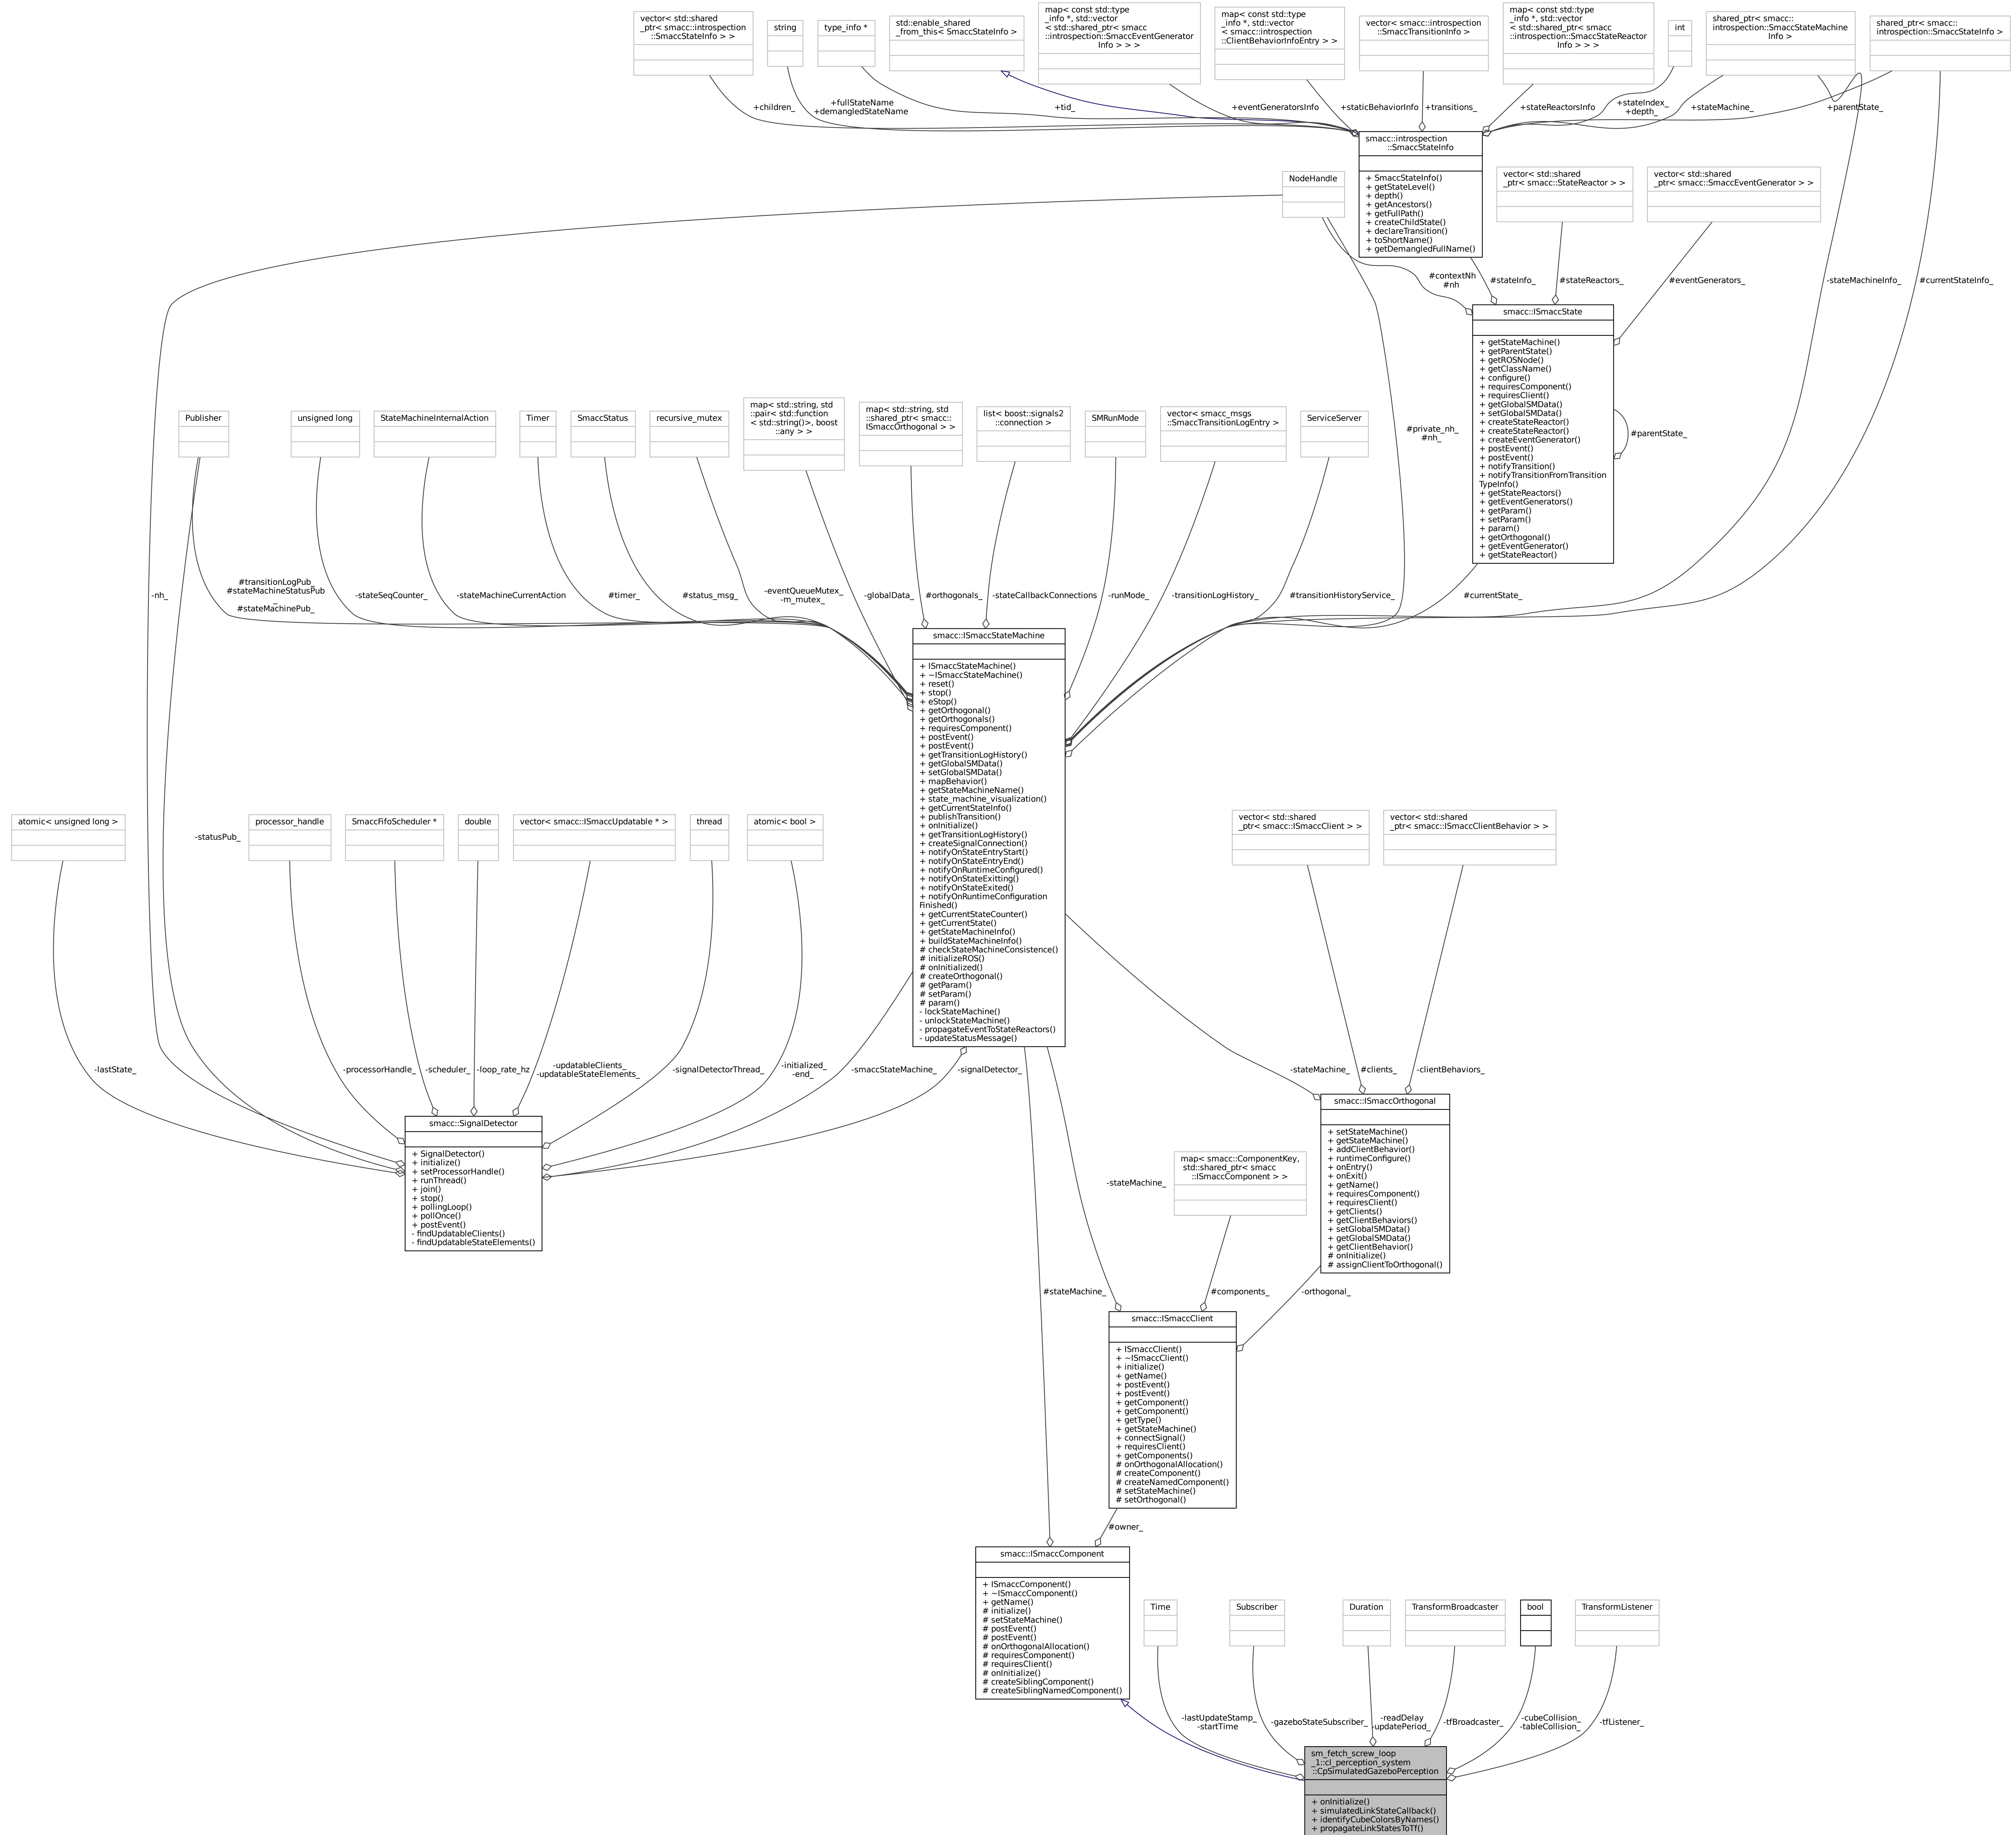 vector< std::shared
_ptr< smacc::introspection
::SmaccStateInfo > >
string
type_info *
std::enable_shared
_from_this< SmaccStateInfo >
map< const std::type
_info *, std::vector
< std::shared_ptr< smacc
::introspection::SmaccEventGenerator
Info > > >
map< const std::type
_info *, std::vector
< smacc::introspection
::ClientBehaviorInfoEntry > >
vector< smacc::introspection
::SmaccTransitionInfo >
map< const std::type
_info *, std::vector
< std::shared_ptr< smacc
::introspection::SmaccStateReactor
Info > > >
int
shared_ptr< smacc::
introspection::SmaccStateMachine
Info >
shared_ptr< smacc::
introspection::SmaccStateInfo >
+children_
+fullStateName
+demangledStateName
+tid_
+eventGeneratorsInfo
+staticBehaviorInfo
+transitions_
+stateReactorsInfo
+stateIndex_
+depth_
+stateMachine_
+parentState_
smacc::introspection
::SmaccStateInfo
+ SmaccStateInfo()
+ getStateLevel()
+ depth()
+ getAncestors()
+ getFullPath()
+ createChildState()
+ declareTransition()
+ toShortName()
+ getDemangledFullName()
NodeHandle
vector< std::shared
_ptr< smacc::StateReactor > >
vector< std::shared
_ptr< smacc::SmaccEventGenerator > >
#contextNh
#nh
#stateInfo_
#stateReactors_
#eventGenerators_
-stateMachineInfo_
#currentStateInfo_
smacc::ISmaccState
+ getStateMachine()
+ getParentState()
+ getROSNode()
+ getClassName()
+ configure()
+ requiresComponent()
+ requiresClient()
+ getGlobalSMData()
+ setGlobalSMData()
+ createStateReactor()
+ createStateReactor()
+ createEventGenerator()
+ postEvent()
+ postEvent()
+ notifyTransition()
+ notifyTransitionFromTransition
TypeInfo()
+ getStateReactors()
+ getEventGenerators()
+ getParam()
+ setParam()
+ param()
+ getOrthogonal()
+ getEventGenerator()
+ getStateReactor()
#parentState_
Publisher
unsigned long
StateMachineInternalAction
Timer
SmaccStatus
recursive_mutex
map< std::string, std
::pair< std::function
< std::string()>, boost
::any > >
map< std::string, std
::shared_ptr< smacc::
ISmaccOrthogonal > >
list< boost::signals2
::connection >
SMRunMode
vector< smacc_msgs
::SmaccTransitionLogEntry >
ServiceServer
#private_nh_
#nh_
-nh_
#transitionLogPub_
#stateMachineStatusPub
_
#stateMachinePub_
-stateSeqCounter_
-stateMachineCurrentAction
#timer_
#status_msg_
-eventQueueMutex_
-m_mutex_
-globalData_
#orthogonals_
-stateCallbackConnections
-runMode_
-transitionLogHistory_
#transitionHistoryService_
#currentState_
smacc::ISmaccStateMachine
+ ISmaccStateMachine()
+ ~ISmaccStateMachine()
+ reset()
+ stop()
+ eStop()
+ getOrthogonal()
+ getOrthogonals()
+ requiresComponent()
+ postEvent()
+ postEvent()
+ getTransitionLogHistory()
+ getGlobalSMData()
+ setGlobalSMData()
+ mapBehavior()
+ getStateMachineName()
+ state_machine_visualization()
+ getCurrentStateInfo()
+ publishTransition()
+ onInitialize()
+ getTransitionLogHistory()
+ createSignalConnection()
+ notifyOnStateEntryStart()
+ notifyOnStateEntryEnd()
+ notifyOnRuntimeConfigured()
+ notifyOnStateExitting()
+ notifyOnStateExited()
+ notifyOnRuntimeConfiguration
Finished()
+ getCurrentStateCounter()
+ getCurrentState()
+ getStateMachineInfo()
+ buildStateMachineInfo()
# checkStateMachineConsistence()
# initializeROS()
# onInitialized()
# createOrthogonal()
# getParam()
# setParam()
# param()
- lockStateMachine()
- unlockStateMachine()
- propagateEventToStateReactors()
- updateStatusMessage()
atomic< unsigned long >
-statusPub_
processor_handle
SmaccFifoScheduler *
double
vector< smacc::ISmaccUpdatable * >
thread
atomic< bool >
vector< std::shared
_ptr< smacc::ISmaccClient > >
vector< std::shared
_ptr< smacc::ISmaccClientBehavior > >
-lastState_
-processorHandle_
-scheduler_
-loop_rate_hz
-updatableClients_
-updatableStateElements_
-signalDetectorThread_
-initialized_
-end_
-smaccStateMachine_
-signalDetector_
-stateMachine_
#clients_
-clientBehaviors_
smacc::SignalDetector
+ SignalDetector()
+ initialize()
+ setProcessorHandle()
+ runThread()
+ join()
+ stop()
+ pollingLoop()
+ pollOnce()
+ postEvent()
- findUpdatableClients()
- findUpdatableStateElements()
smacc::ISmaccOrthogonal
+ setStateMachine()
+ getStateMachine()
+ addClientBehavior()
+ runtimeConfigure()
+ onEntry()
+ onExit()
+ getName()
+ requiresComponent()
+ requiresClient()
+ getClients()
+ getClientBehaviors()
+ setGlobalSMData()
+ getGlobalSMData()
+ getClientBehavior()
# onInitialize()
# assignClientToOrthogonal()
map< smacc::ComponentKey,
std::shared_ptr< smacc
::ISmaccComponent > >
-stateMachine_
#stateMachine_
#components_
-orthogonal_
smacc::ISmaccClient
+ ISmaccClient()
+ ~ISmaccClient()
+ initialize()
+ getName()
+ postEvent()
+ postEvent()
+ getComponent()
+ getComponent()
+ getType()
+ getStateMachine()
+ connectSignal()
+ requiresClient()
+ getComponents()
# onOrthogonalAllocation()
# createComponent()
# createNamedComponent()
# setStateMachine()
# setOrthogonal()
#owner_
smacc::ISmaccComponent
+ ISmaccComponent()
+ ~ISmaccComponent()
+ getName()
# initialize()
# setStateMachine()
# postEvent()
# postEvent()
# onOrthogonalAllocation()
# requiresComponent()
# requiresClient()
# onInitialize()
# createSiblingComponent()
# createSiblingNamedComponent()
Time
Subscriber
Duration
TransformBroadcaster
bool
TransformListener
-lastUpdateStamp_
-startTime
-gazeboStateSubscriber_
-readDelay
-updatePeriod_
-tfBroadcaster_
-cubeCollision_
-tableCollision_
-tfListener_
sm_fetch_screw_loop
_1::cl_perception_system
::CpSimulatedGazeboPerception
+ onInitialize()
+ simulatedLinkStateCallback()
+ identifyCubeColorsByNames()
+ propagateLinkStatesToTf()